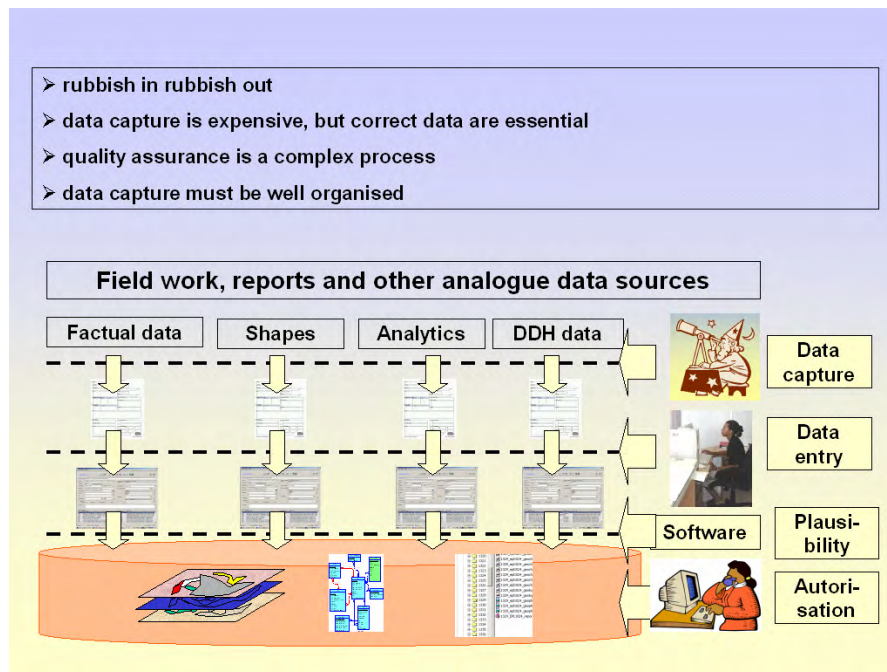 ➢ rubbish in rubbish out
➢ data capture is expensive, but correct data are essential
➢ quality assurance is a complex process
➢ data capture must be well organised
Field work, reports and other analogue data sources
Factual data
Shapes
Analytics
DDH data
Data
capture
Data
entry
Software
Plausi-
bility
Autori-
sation